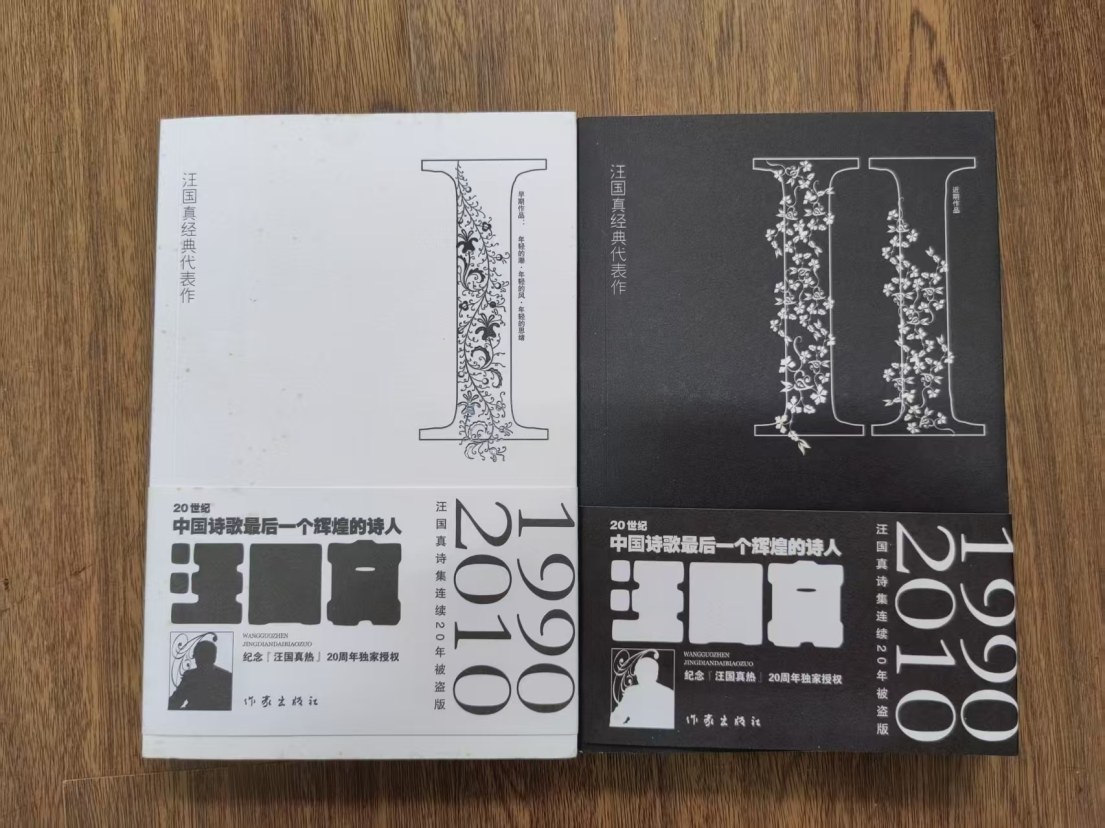 汪国真经典代表作
I
早期作品：年轻的潮·年轻的风·年轻的思绪
20世纪
中国诗歌最后一个辉煌的诗人
汪国真
WANGGUOZHEN
JINGDIANDAIBIAOZUO
纪念「汪国真热」20周年独家授权
作家出版社
汪国真诗集连续20年被盗版
1990
2010
汪国真经典代表作
II
近期作品
20世纪
中国诗歌最后一个辉煌的诗人
汪国真
WANGGUOZHEN
JINGDIANDAIBIAOZUO
纪念「汪国真热」20周年独家授权
作家出版社
汪国真诗集连续20年被盗版
1990
2010